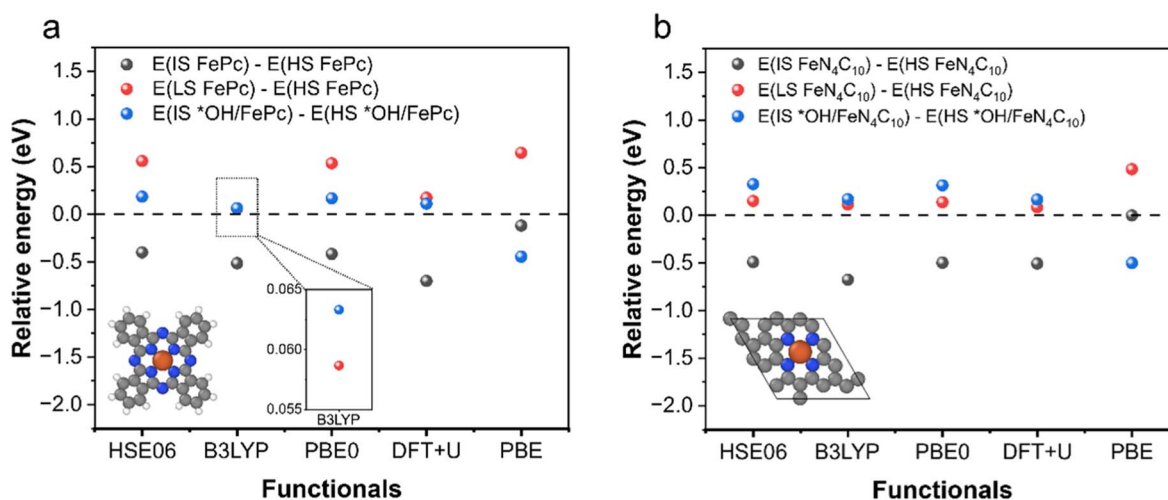 a
E(IS FePc) - E(HS FePc)
E(LS FePc) - E(HS FePc)
E(IS *OH/FePc) - E(HS *OH/FePc)
Relative energy (eV)
1.5
1.0
0.5
0.0
−0.5
−1.0
−1.5
−2.0
0.065
0.060
0.055
B3LYP
HSE06 B3LYP PBE0 DFT+U PBE
Functionals
b
E(IS FeN₄C₁₀) - E(HS FeN₄C₁₀)
E(LS FeN₄C₁₀) - E(HS FeN₄C₁₀)
E(IS *OH/FeN₄C₁₀) - E(HS *OH/FeN₄C₁₀)
Relative energy (eV)
1.5
1.0
0.5
0.0
−0.5
−1.0
−1.5
−2.0
HSE06 B3LYP PBE0 DFT+U PBE
Functionals